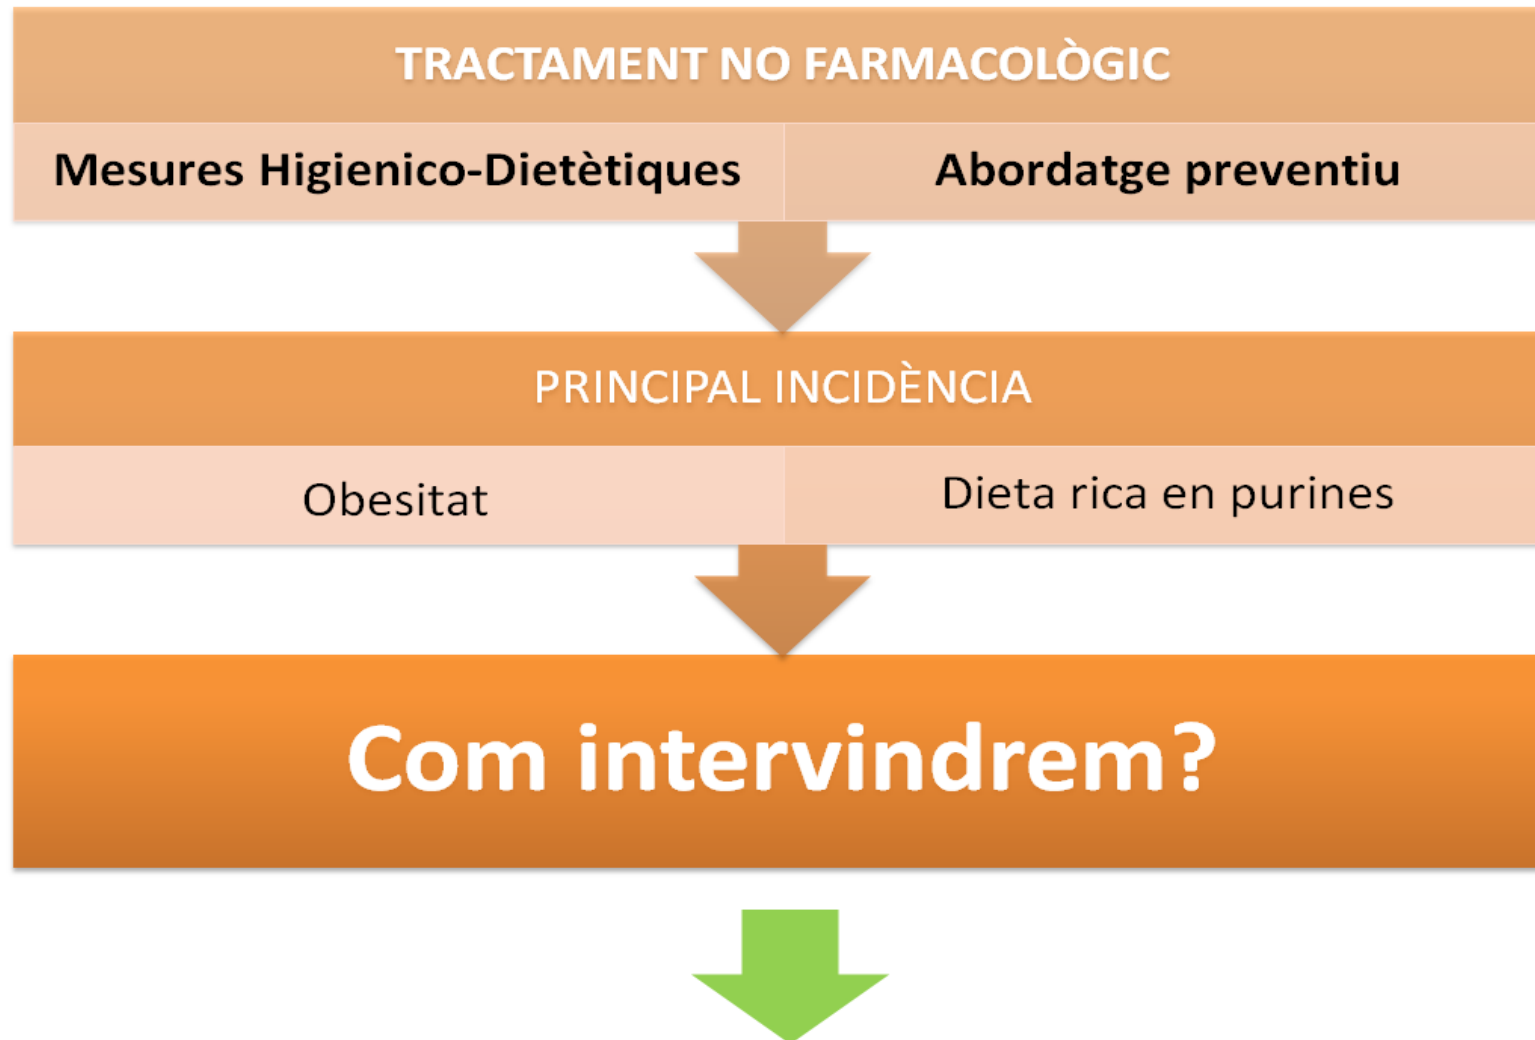 TRACTAMENT NO FARMACOLÒGIC
Mesures Higienico-Dietètiques
Abordatge preventiu
PRINCIPAL INCIDÈNCIA
Obesitat
Dieta rica en purines
Com intervindrem?